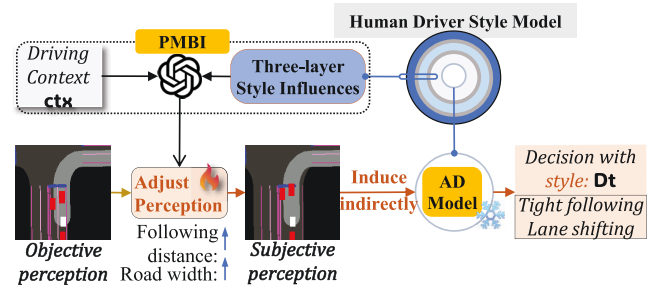 Human Driver Style Model
PMBI
Driving
Context
ctx
Three-layer
Style Influences
Adjust
Perception
Induce
indirectly
AD
Model
Decision with
style: Dt
Tight following
Lane shifting
Objective
perception
Following
distance:
Road width:
Subjective
perception